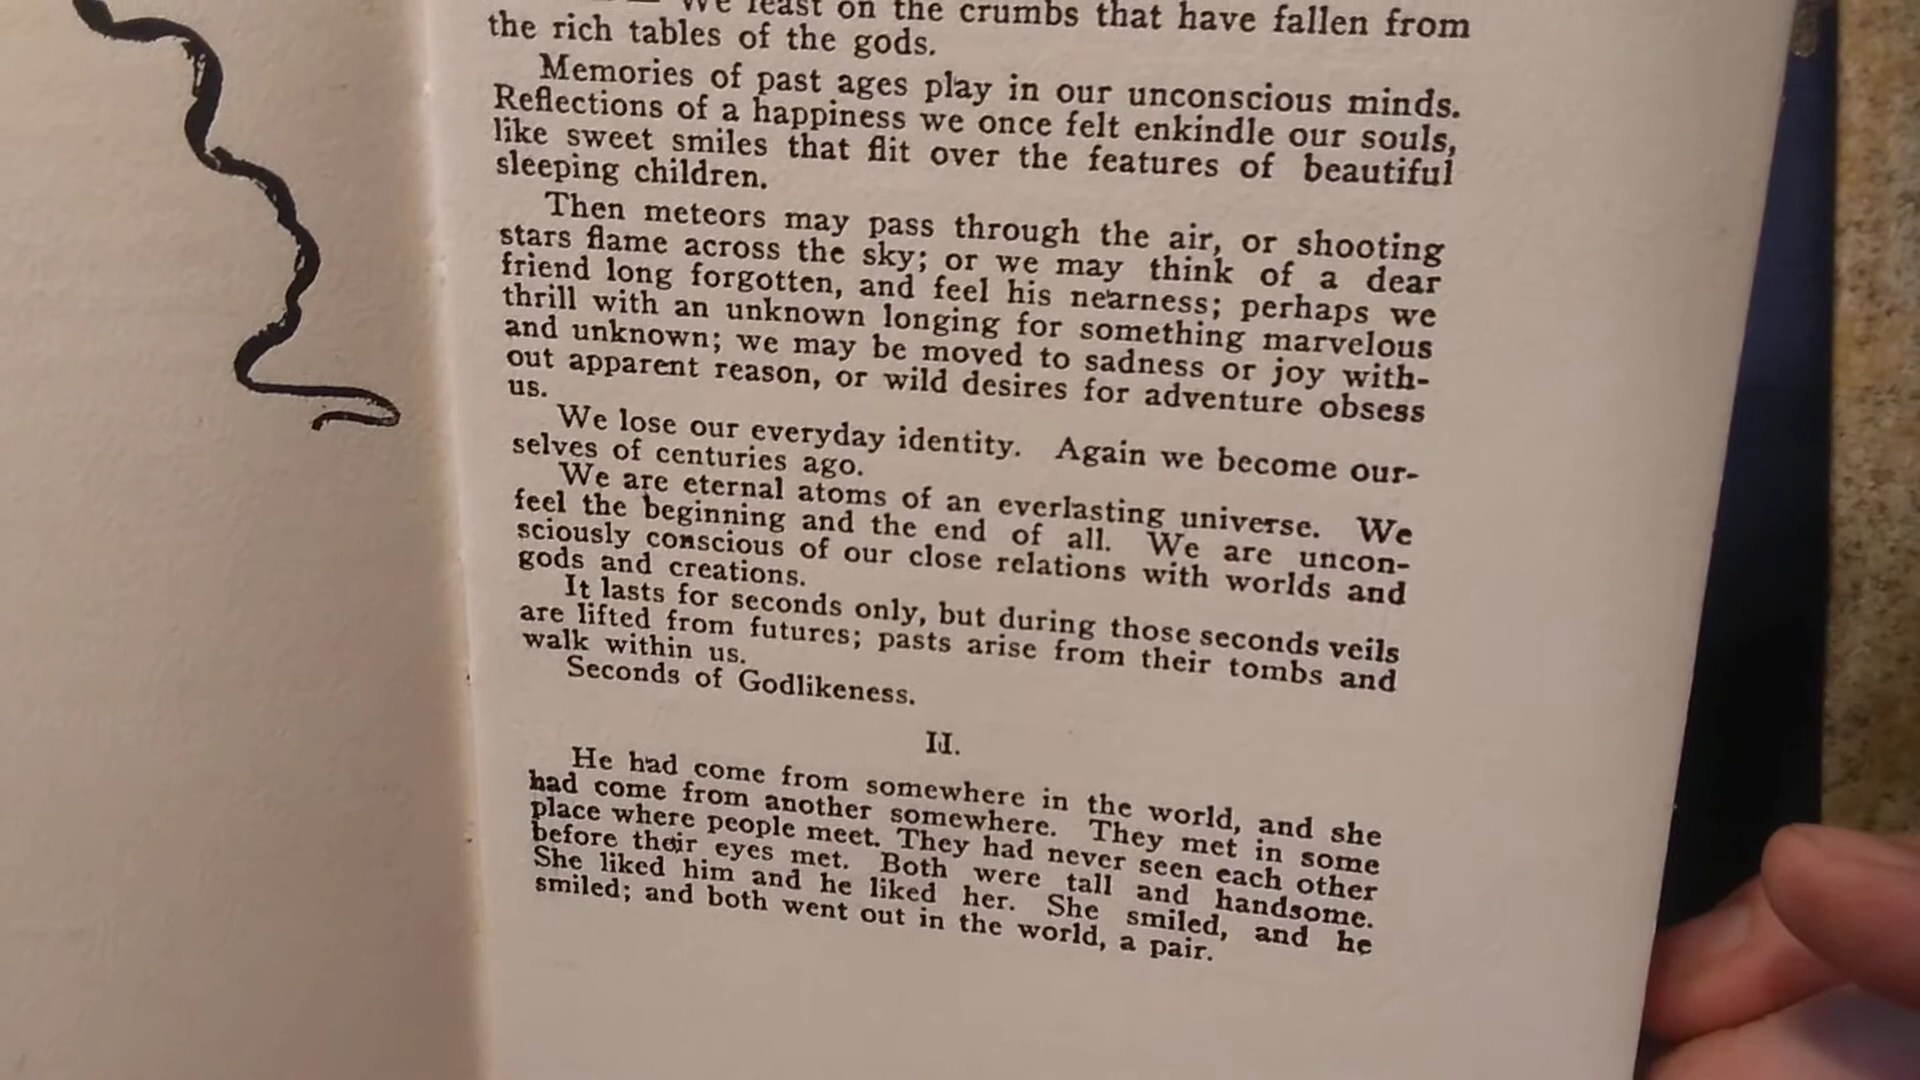 We feast on the crumbs that have fallen from
the rich tables of the gods.
Memories of past ages play in our unconscious minds.
Reflections of a happiness we once felt enkindle our souls,
like sweet smiles that flit over the features of beautiful
sleeping children.
Then meteors may pass through the air, or shooting
stars flame across the sky; or we may think of a dear
friend long forgotten, and feel his nearness; perhaps we
thrill with an unknown longing for something marvelous
and unknown; we may be moved to sadness or joy with-
out apparent reason, or wild desires for adventure obsess
us.
We lose our everyday identity. Again we become our-
selves of centuries ago.
We are eternal atoms of an everlasting universe. We
feel the beginning and the end of all. We are uncon-
sciously conscious of our close relations with worlds and
gods and creations.
It lasts for seconds only, but during those seconds veils
are lifted from futures; pasts arise from their tombs and
walk within us.
Seconds of Godlikeness.
II.
He had come from somewhere in the world, and she
had come from another somewhere. They met in some
place where people meet. They had never seen each other
before their eyes met. Both were tall and handsome.
She liked him and he liked her. She smiled, and he
smiled; and both went out in the world, a pair.